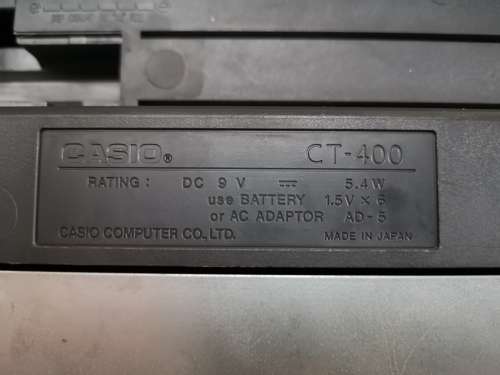 CASIO® CT-400
RATING : DC 9 V ⎓ 5.4W
use BATTERY 1.5V × 6
or AC ADAPTOR AD-5
CASIO COMPUTER CO., LTD. MADE IN JAPAN